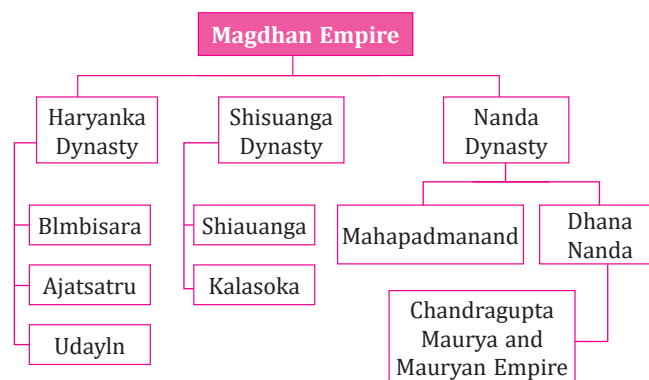 Magdhan Empire
Haryanka
Dynasty
Shisuanga
Dynasty
Nanda
Dynasty
Blmbisara
Ajatsatru
Udayln
Shiauanga
Kalasoka
Mahapadmanand
Dhana
Nanda
Chandragupta
Maurya and
Mauryan Empire